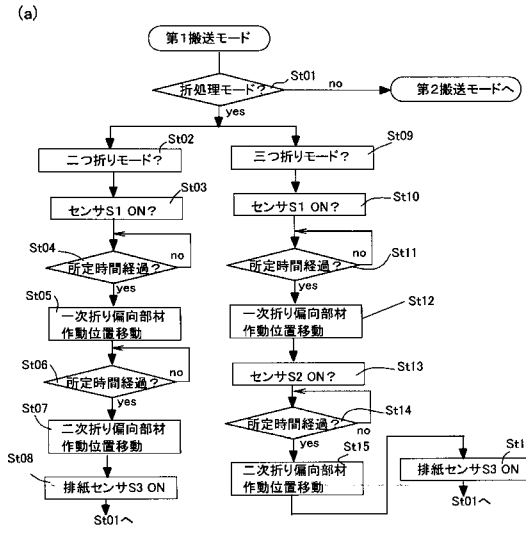 (a)
第1搬送モード
St01
折処理モード?
no
第2搬送モードへ
yes
St02
二つ折りモード?
St03
センサS1 ON?
St04
no
所定時間経過?
yes
St05
一次折り偏向部材
作動位置移動
St06
no
所定時間経過?
yes
St07
二次折り偏向部材
作動位置移動
St08
排紙センサS3 ON
St01へ
St09
三つ折りモード?
St10
センサS1 ON?
no
所定時間経過?
St11
yes
St12
一次折り偏向部材
作動位置移動
St13
センサS2 ON?
St14
所定時間経過?
no
yes
St15
二次折り偏向部材
作動位置移動
排紙センサS3 ON
St01へ